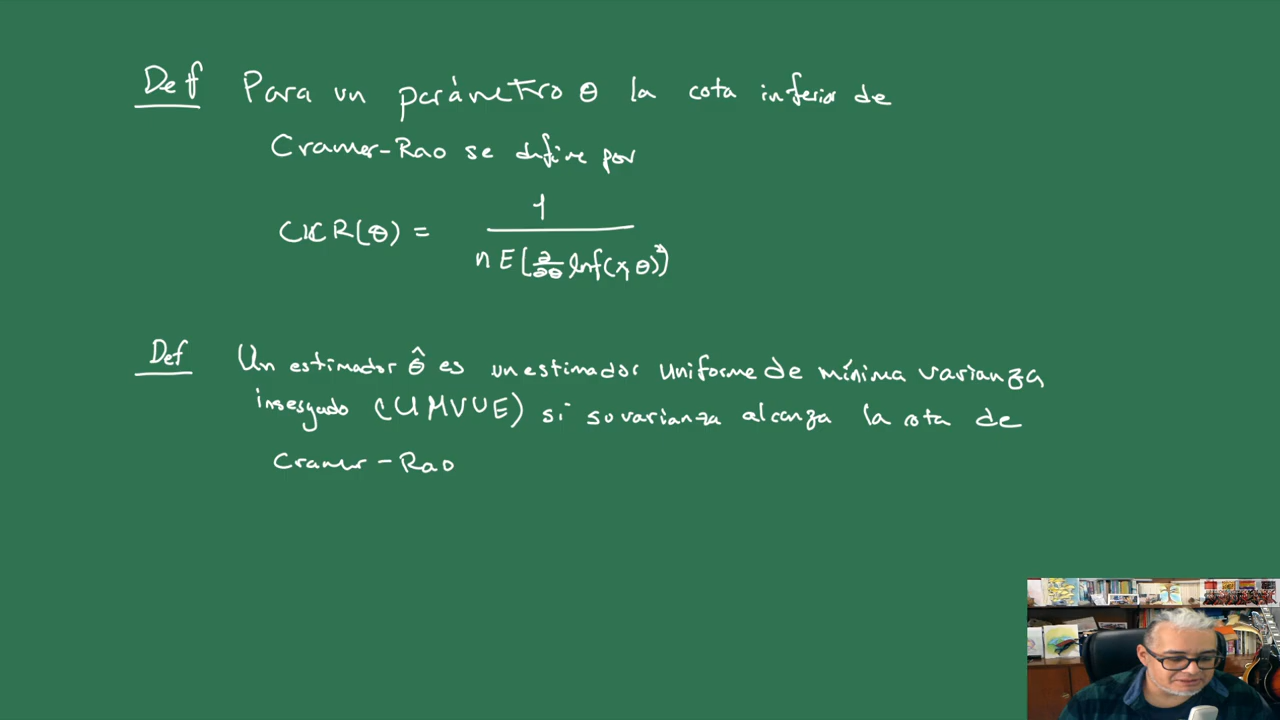 Def Para un parámetro θ la cota inferior de
Cramer-Rao se define por
CICR(θ) = 1 / n E[(∂/∂θ ln f(x, θ))²]
Def Un estimador θ̂ es un estimador uniforme de mínima varianza
insesgado (UMVUE) si su varianza alcanza la cota de
Cramer-Rao